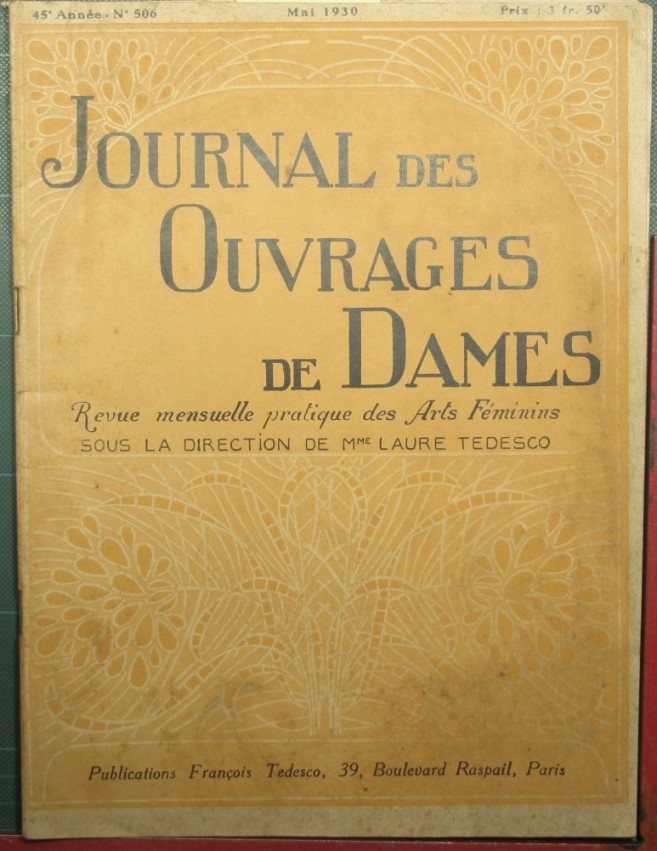 45e Année - N° 506 Mai 1930 Prix : 3 fr. 50
JOURNAL DES
OUVRAGES
DE DAMES
Revue mensuelle pratique des Arts Féminins
SOUS LA DIRECTION DE MME LAURE TEDESCO
Publications François Tedesco, 39, Boulevard Raspail, Paris